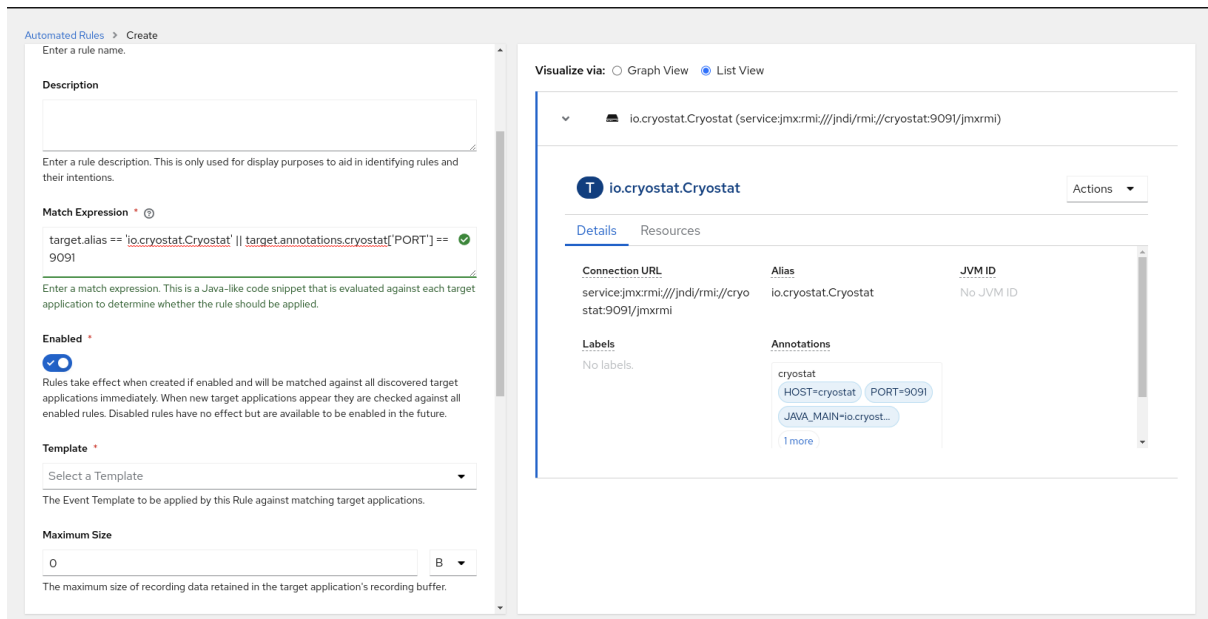 Automated Rules > Create
Enter a rule name.
Description
Enter a rule description. This is only used for display purposes to aid in identifying rules and
their intentions.
Match Expression *
target.alias == 'io.cryostat.Cryostat' || target.annotations.cryostat['PORT'] ==
9091
Enter a match expression. This is a Java-like code snippet that is evaluated against each target
application to determine whether the rule should be applied.
Enabled *
Rules take effect when created if enabled and will be matched against all discovered target
applications immediately. When new target applications appear they are checked against all
enabled rules. Disabled rules have no effect but are available to be enabled in the future.
Template *
Select a Template
The Event Template to be applied by this Rule against matching target applications.
Maximum Size
0 B
The maximum size of recording data retained in the target application's recording buffer.
Visualize via: Graph View List View
io.cryostat.Cryostat (service:jmx:rmi:///jndi/rmi://cryostat:9091/jmxrmi)
T io.cryostat.Cryostat
Actions
Details Resources
Connection URL
service:jmx:rmi:///jndi/rmi://cryo
stat:9091/jmxrmi
Alias
io.cryostat.Cryostat
JVM ID
No JVM ID
Labels
No labels.
Annotations
cryostat
HOST=cryostat PORT=9091
JAVA_MAIN=io.cryost...
1 more